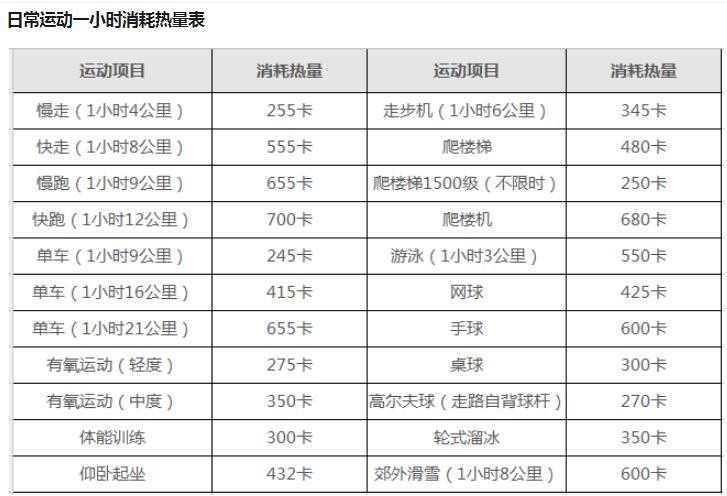 日常运动一小时消耗热量表
运动项目 消耗热量 运动项目 消耗热量
慢走（1小时4公里） 255卡 走步机（1小时6公里） 345卡
快走（1小时8公里） 555卡 爬楼梯 480卡
慢跑（1小时9公里） 655卡 爬楼梯1500级（不限时） 250卡
快跑（1小时12公里） 700卡 爬楼机 680卡
单车（1小时9公里） 245卡 游泳（1小时3公里） 550卡
单车（1小时16公里） 415卡 网球 425卡
单车（1小时21公里） 655卡 手球 600卡
有氧运动（轻度） 275卡 桌球 300卡
有氧运动（中度） 350卡 高尔夫球（走路自背球杆） 270卡
体能训练 300卡 轮式溜冰 350卡
仰卧起坐 432卡 郊外滑雪（1小时8公里） 600卡